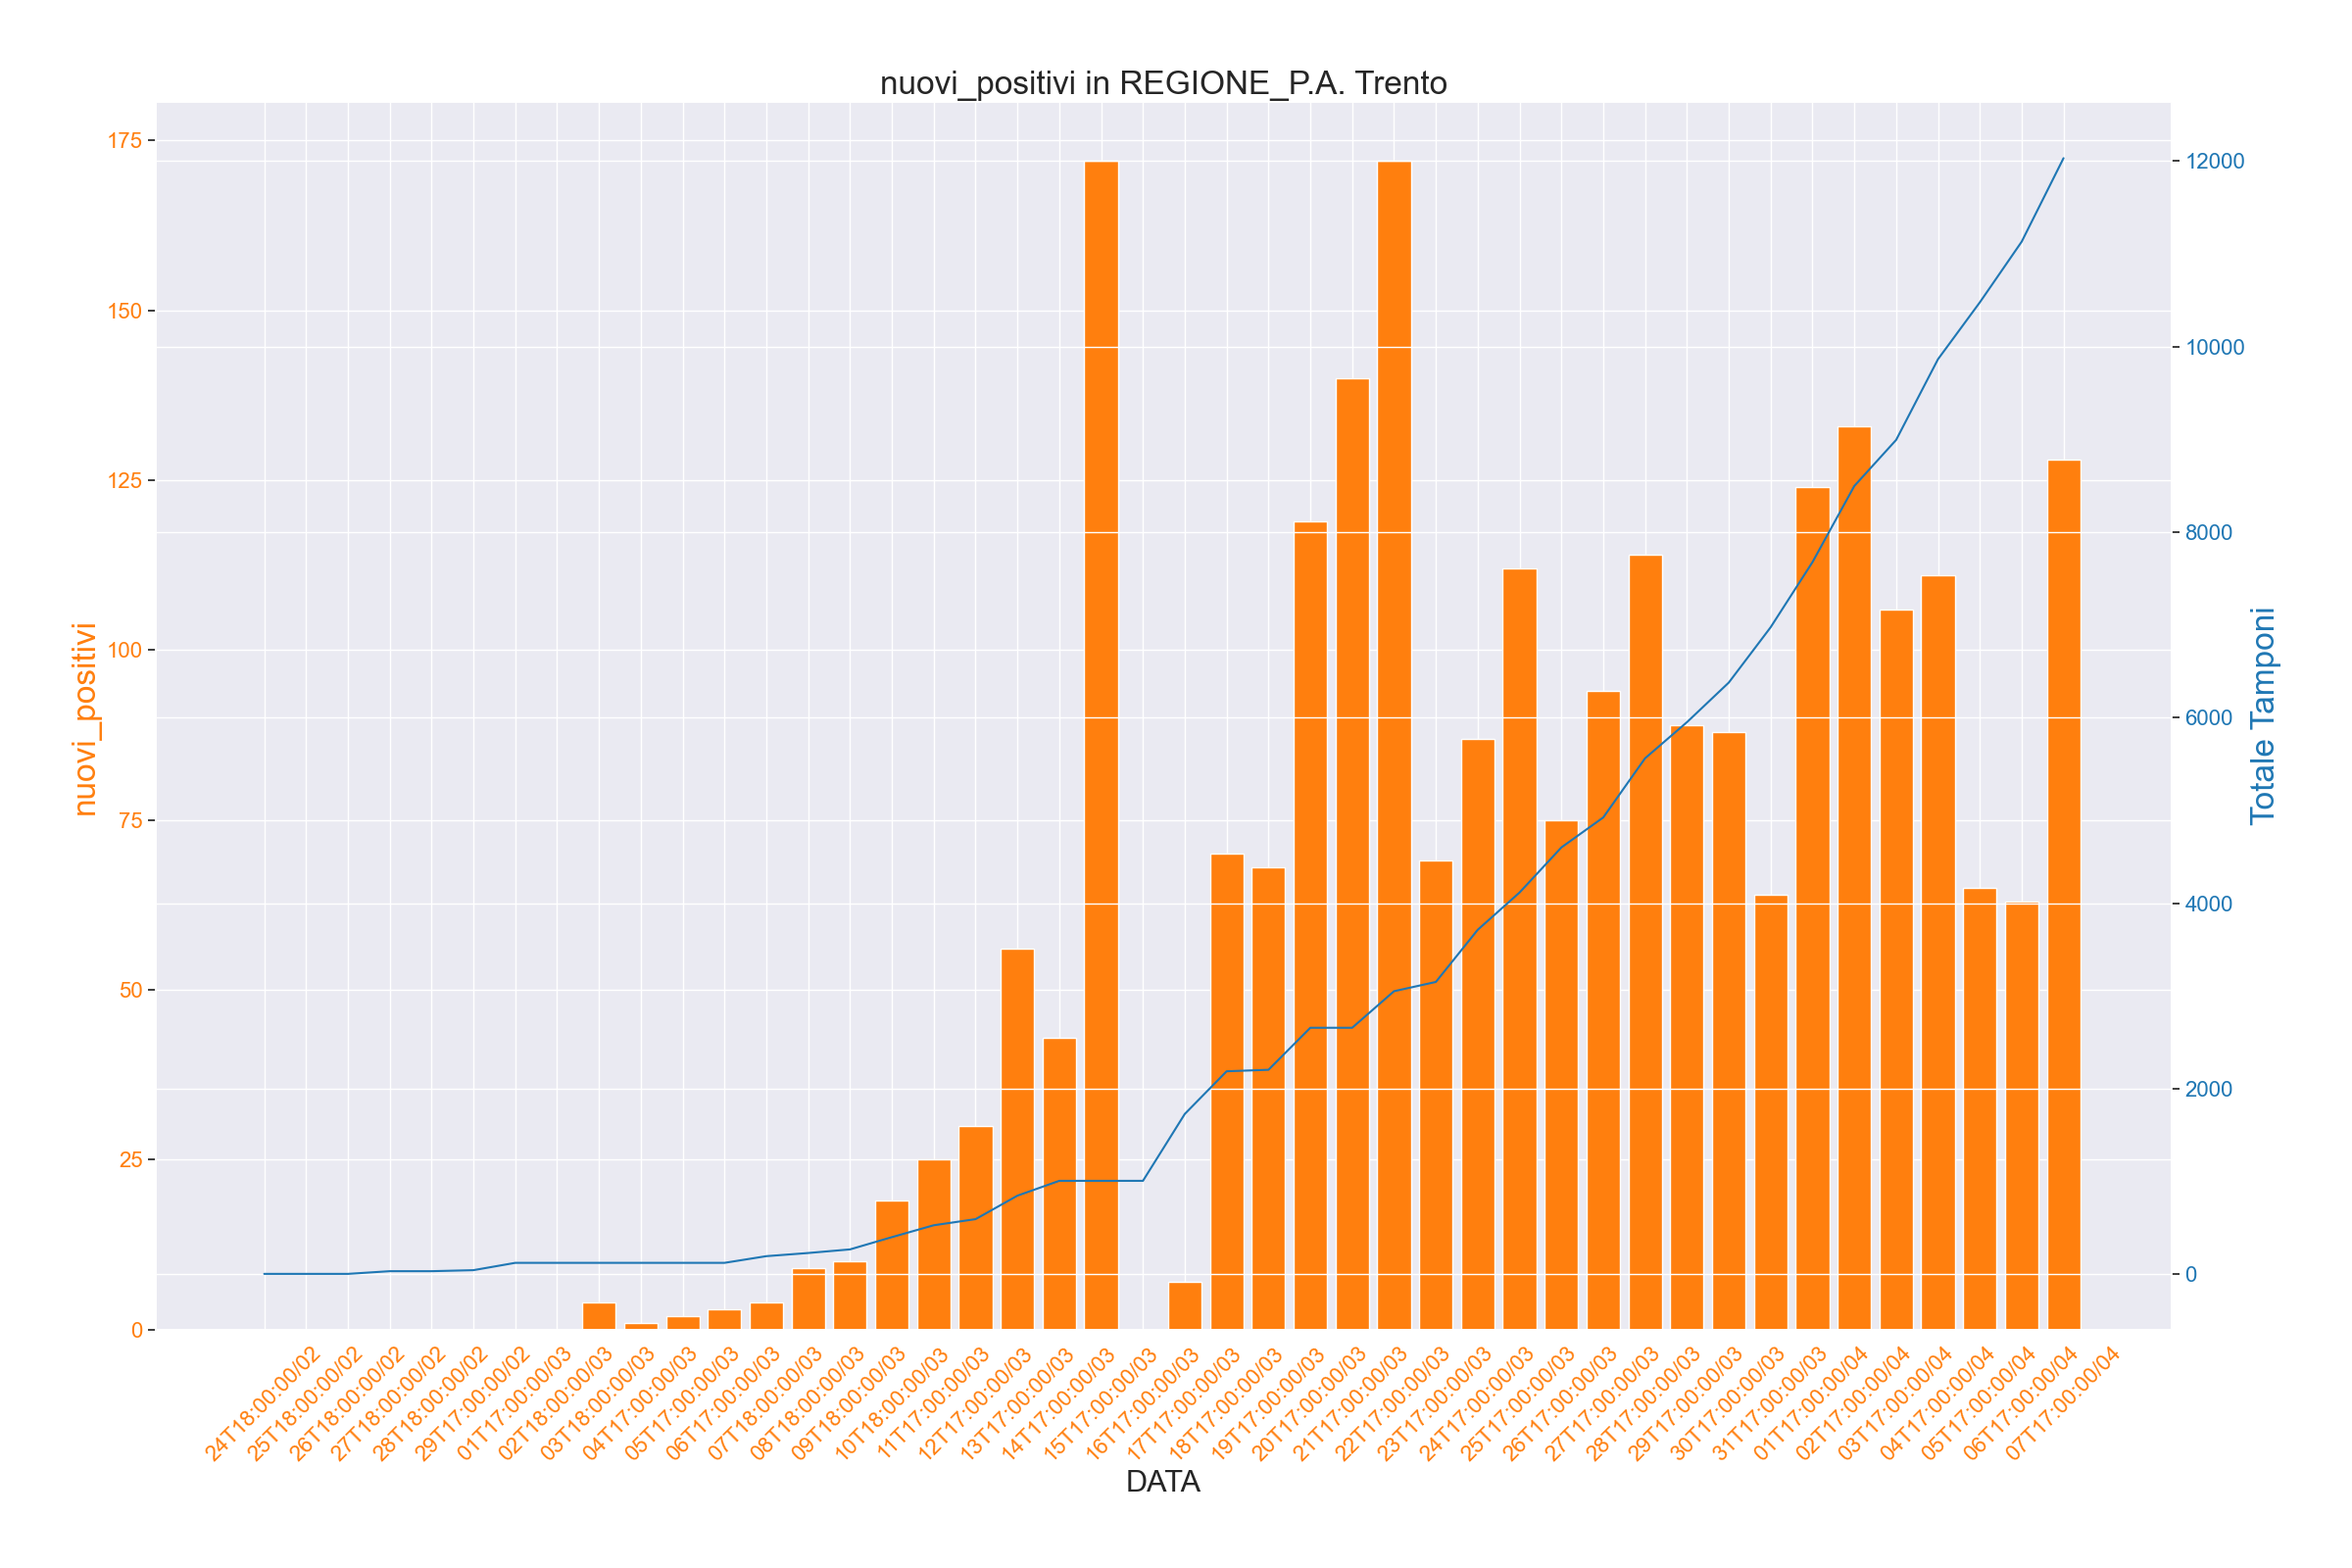 nuovi_positivi in REGIONE_P.A. Trento
175
150
125
100
75
50
25
0
nuovi_positivi
12000
10000
8000
6000
4000
2000
0
Totale Tamponi
24T18:00:00/02
25T18:00:00/02
26T18:00:00/02
27T18:00:00/02
28T18:00:00/02
29T17:00:00/02
01T17:00:00/03
02T18:00:00/03
03T18:00:00/03
04T17:00:00/03
05T17:00:00/03
06T17:00:00/03
07T18:00:00/03
08T18:00:00/03
09T18:00:00/03
10T18:00:00/03
11T17:00:00/03
12T17:00:00/03
13T17:00:00/03
14T17:00:00/03
15T17:00:00/03
16T17:00:00/03
17T17:00:00/03
18T17:00:00/03
19T17:00:00/03
20T17:00:00/03
21T17:00:00/03
22T17:00:00/03
23T17:00:00/03
24T17:00:00/03
25T17:00:00/03
26T17:00:00/03
27T17:00:00/03
28T17:00:00/03
29T17:00:00/03
30T17:00:00/03
31T17:00:00/03
01T17:00:00/04
02T17:00:00/04
03T17:00:00/04
04T17:00:00/04
05T17:00:00/04
06T17:00:00/04
07T17:00:00/04
DATA